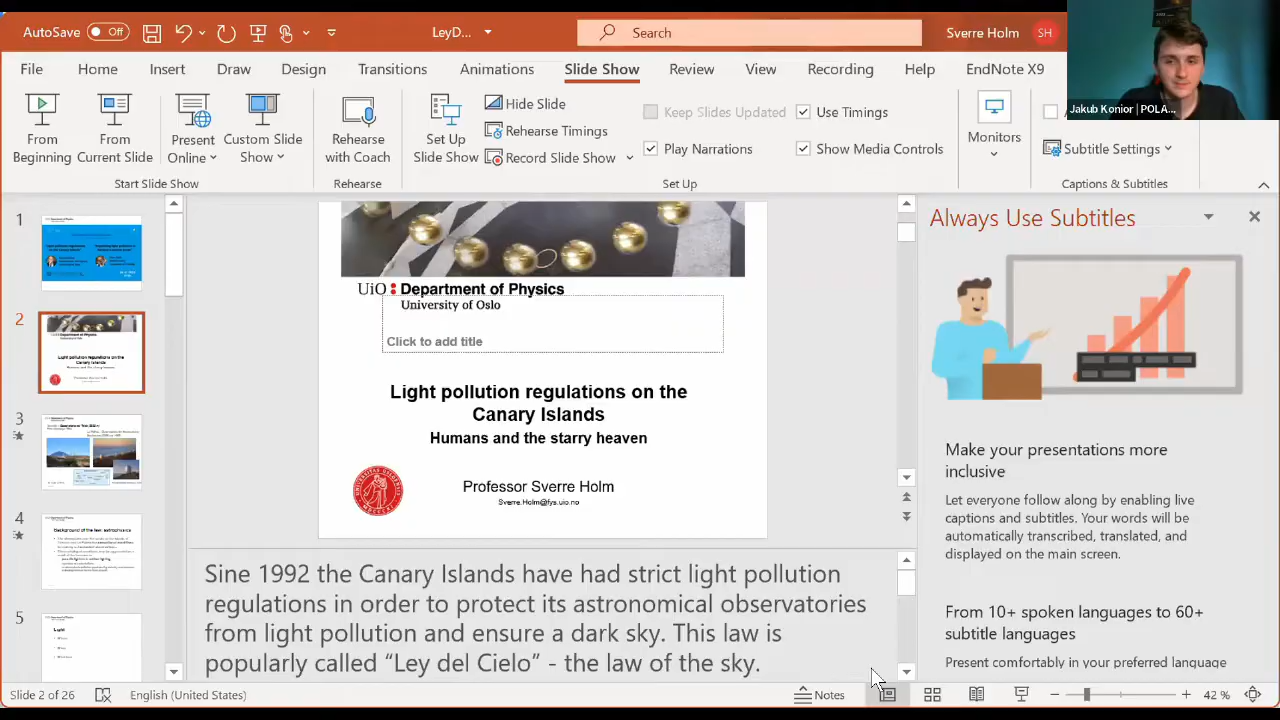 AutoSave Off LeyD... Search Sverre Holm SH
File Home Insert Draw Design Transitions Animations Slide Show Review View Recording Help EndNote X9
Jakub Konior | POLA...
From Beginning
From Current Slide
Present Online
Custom Slide Show
Start Slide Show
Rehearse with Coach
Rehearse
Set Up Slide Show
Hide Slide
Rehearse Timings
Record Slide Show
Keep Slides Updated
Use Timings
Play Narrations
Show Media Controls
Set Up
Monitors
Subtitle Settings
Captions & Subtitles
1
2
3
4
5
UiO Department of Physics
University of Oslo
Click to add title
Light pollution regulations on the
Canary Islands
Humans and the starry heaven
Professor Sverre Holm
Sverre.Holm@fys.uio.no
Sine 1992 the Canary Islands have had strict light pollution
regulations in order to protect its astronomical observatories
from light pollution and ensure a dark sky. This law is
popularly called “Ley del Cielo” - the law of the sky.
Always Use Subtitles
Make your presentations more
inclusive
Let everyone follow along by enabling live
captions and subtitles. Your words will be
automatically transcribed, translated, and
displayed on the main screen.
From 10+ spoken languages to 60+
subtitle languages
Present comfortably in your preferred language
Slide 2 of 26 English (United States) Notes 42 %